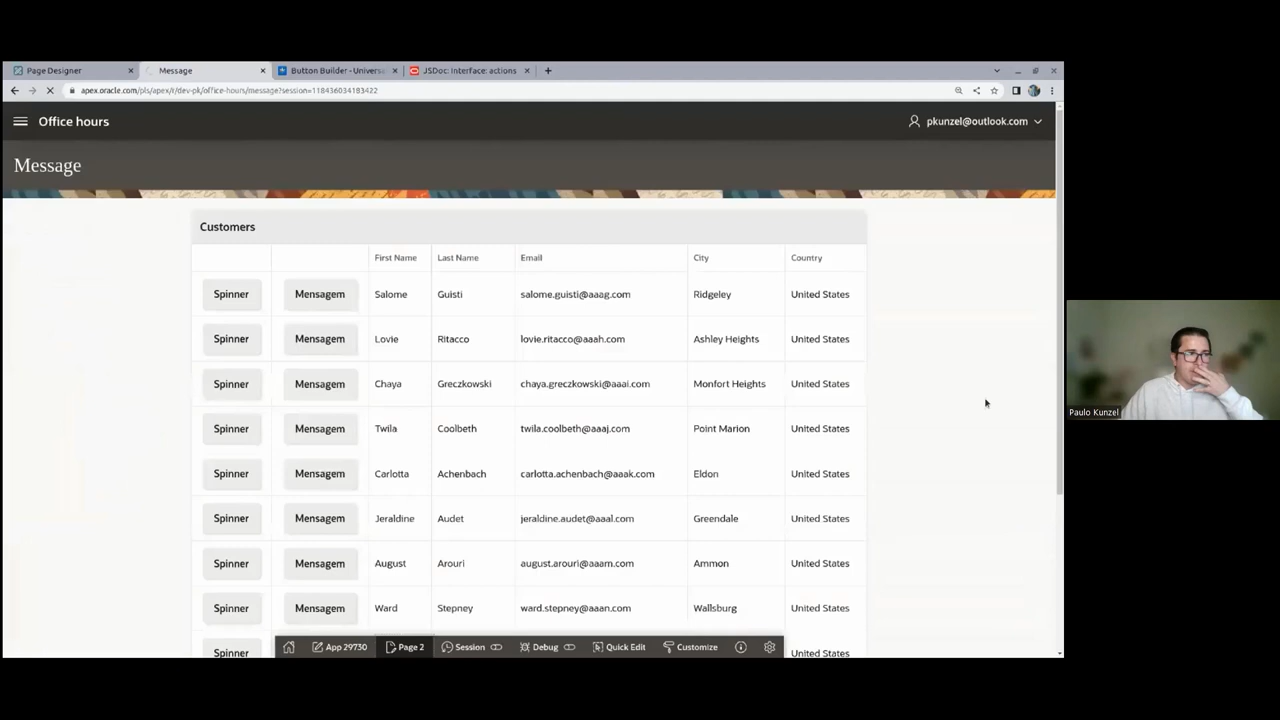 Page Designer
Message
Button Builder - Univers
JSDoc: Interface: actions
apex.oracle.com/pls/apex/r/dev-pk/office-hours/message?session=118436034183422
Office hours
pkunzel@outlook.com
Message
Customers
First Name Last Name Email City Country
Spinner Mensagem Salome Guisti salome.guisti@aaag.com Ridgeley United States
Spinner Mensagem Lovie Ritacco lovie.ritacco@aaah.com Ashley Heights United States
Spinner Mensagem Chaya Greczkowski chaya.greczkowski@aaai.com Monfort Heights United States
Spinner Mensagem Twila Coolbeth twila.coolbeth@aaaj.com Point Marion United States
Spinner Mensagem Carlotta Achenbach carlotta.achenbach@aaak.com Eldon United States
Spinner Mensagem Jeraldine Audet jeraldine.audet@aaal.com Greendale United States
Spinner Mensagem August Arouri august.arouri@aaam.com Ammon United States
Spinner Mensagem Ward Stepney ward.stepney@aaan.com Wallsburg United States
Spinner United States
App 29730 Page 2 Session Debug Quick Edit Customize
Paulo Kunzel